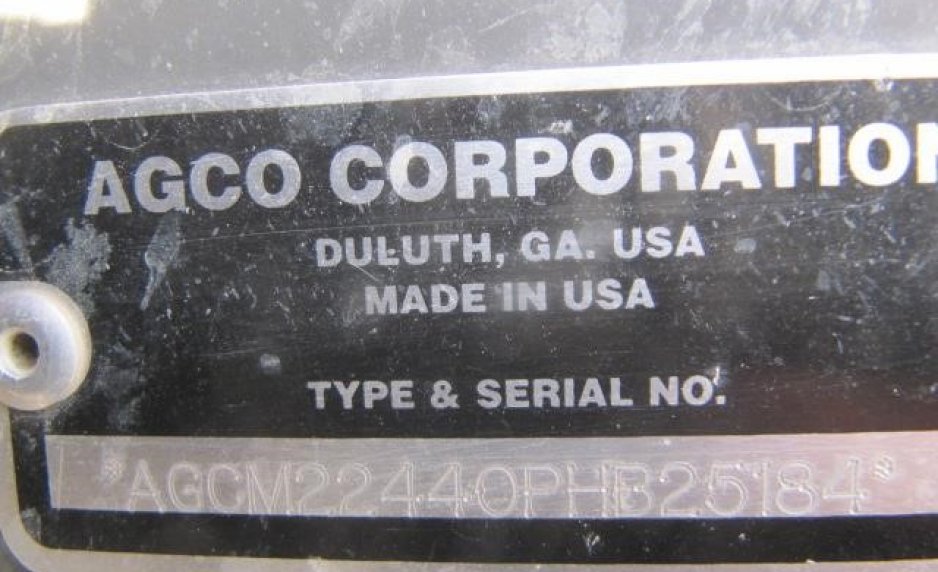 AGCO CORPORATION
DULUTH, GA. USA
MADE IN USA
TYPE & SERIAL NO.
*AGCM22440PHB25184*